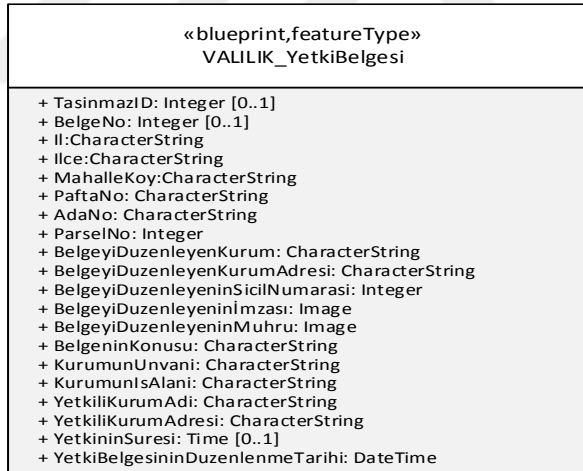 «blueprint,featureType»
VALILIK_YetkiBelgesi
+ TasinmazID: Integer [0..1]
+ BelgeNo: Integer [0..1]
+ Il:CharacterString
+ Ilce:CharacterString
+ MahalleKoy:CharacterString
+ PaftaNo: CharacterString
+ AdaNo: CharacterString
+ ParselNo: Integer
+ BelgeyiDuzenleyenKurum: CharacterString
+ BelgeyiDuzenleyenKurumAdresi: CharacterString
+ BelgeyiDuzenleyeninSicilNumarasi: Integer
+ BelgeyiDuzenleyeninİmzası: Image
+ BelgeyiDuzenleyeninMuhru: Image
+ BelgeninKonusu: CharacterString
+ KurumunUnvani: CharacterString
+ KurumunIsAlani: CharacterString
+ YetkiliKurumAdi: CharacterString
+ YetkiliKurumAdresi: CharacterString
+ YetkininSuresi: Time [0..1]
+ YetkiBelgesininDuzenlenmeTarihi: DateTime